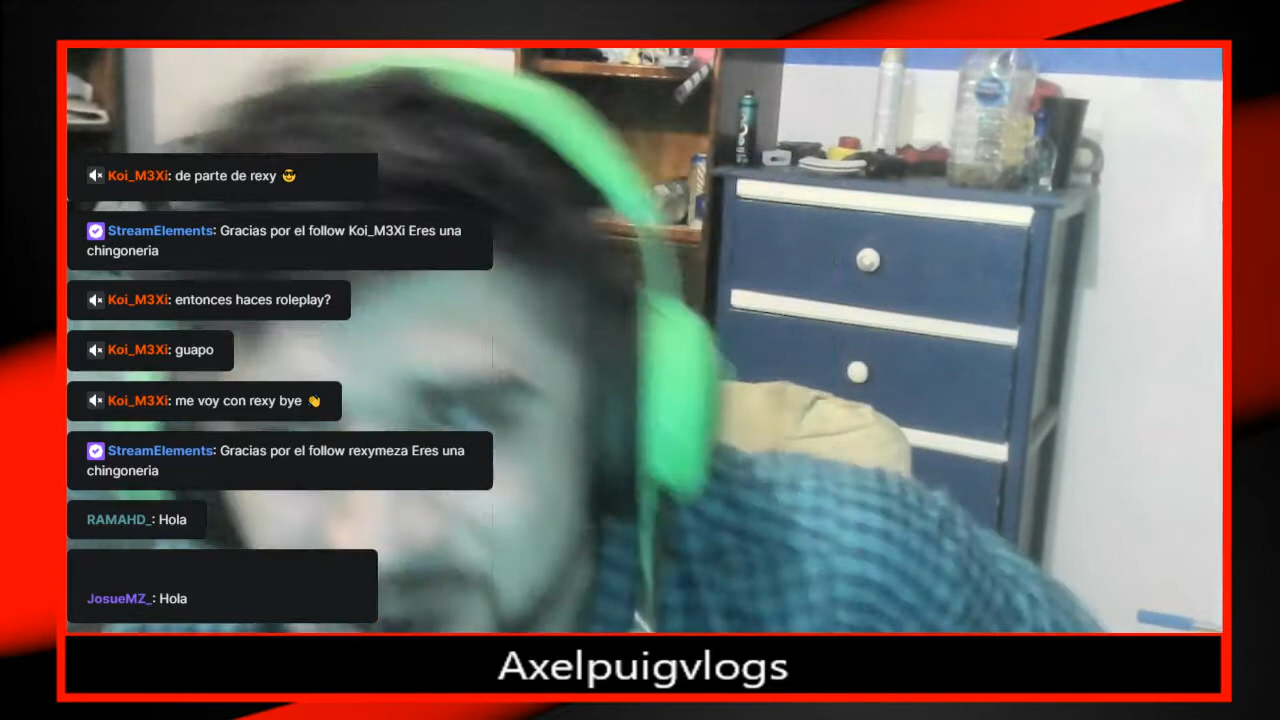 Koi_M3Xi: de parte de rexy 😎
StreamElements: Gracias por el follow Koi_M3Xi Eres una
chingoneria
Koi_M3Xi: entonces haces roleplay?
Koi_M3Xi: guapo
Koi_M3Xi: me voy con rexy bye 👋
StreamElements: Gracias por el follow rexymeza Eres una
chingoneria
RAMAHD_: Hola
JosueMZ_: Hola
Axelpuigvlogs